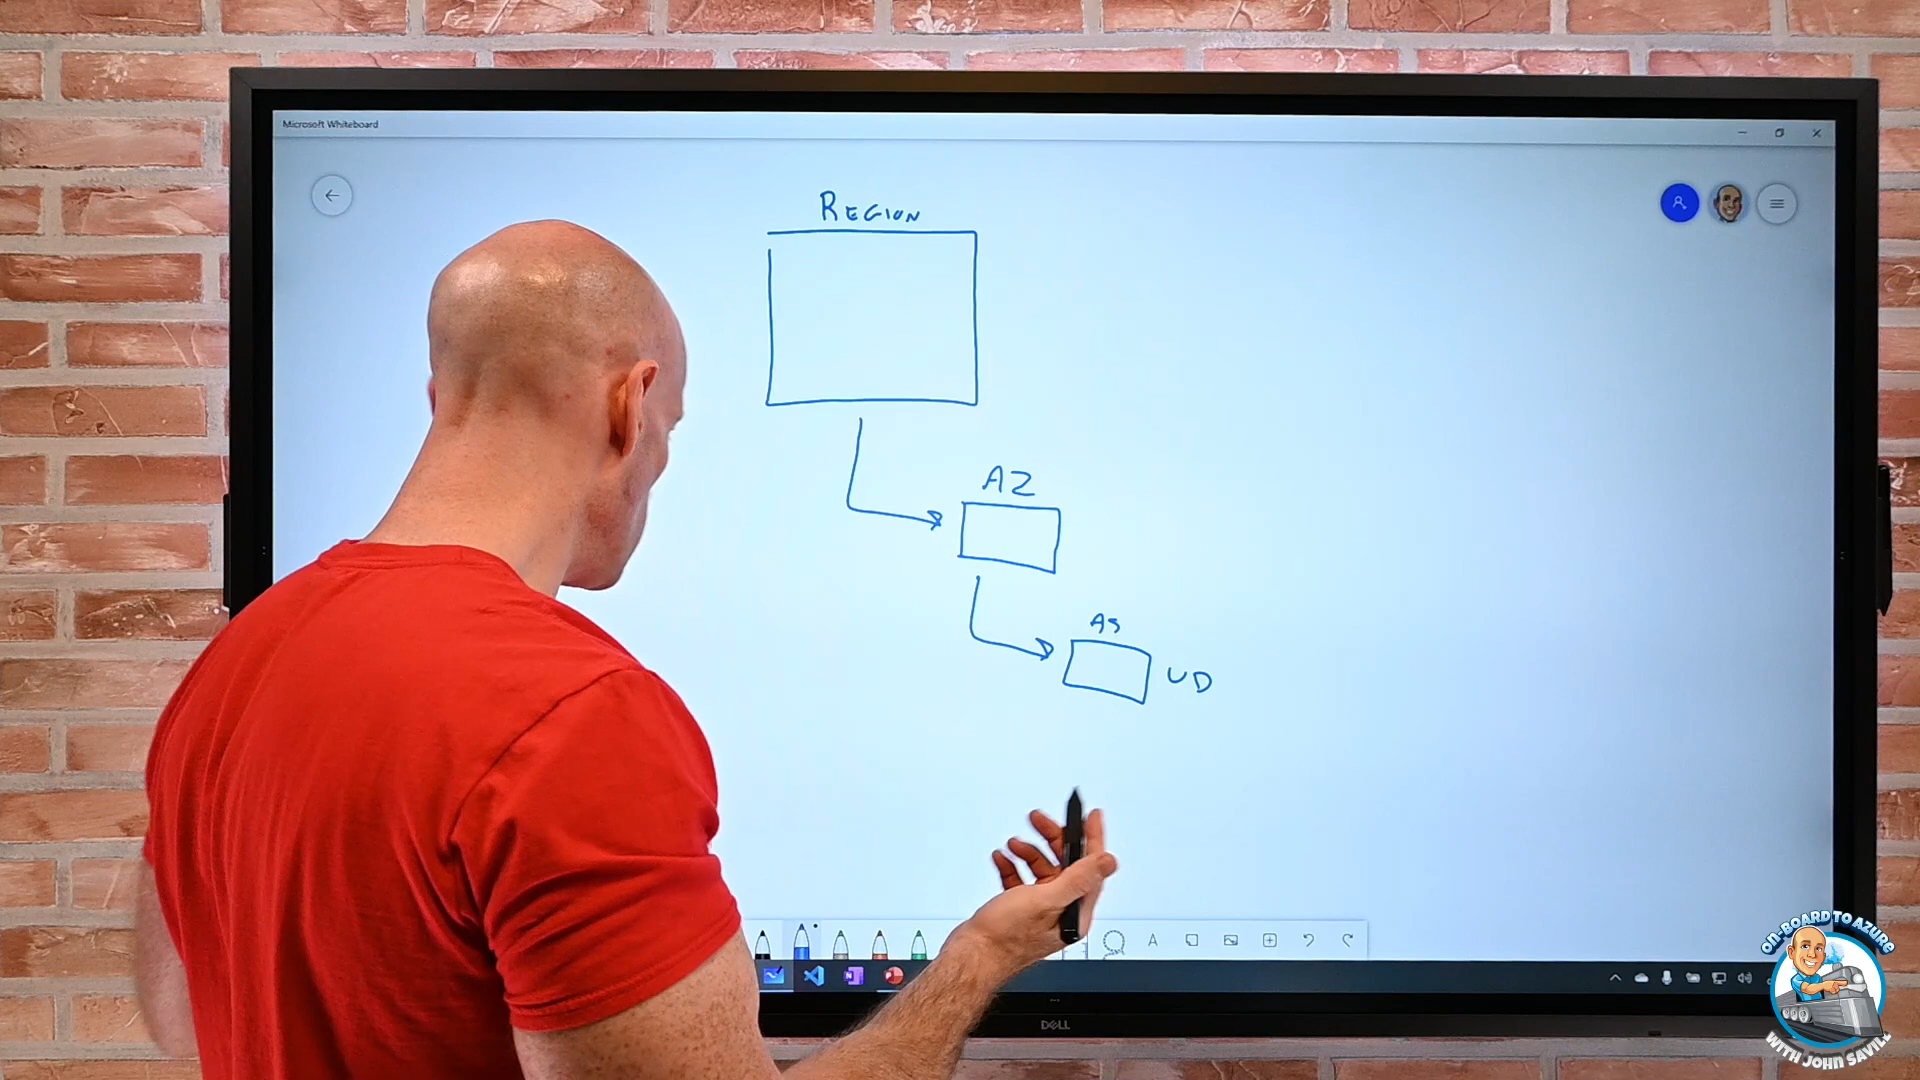 Microsoft Whiteboard
REGION
AZ
AS
UD
A
DELL
ON-BOARD TO AZURE
WITH JOHN SAVILL